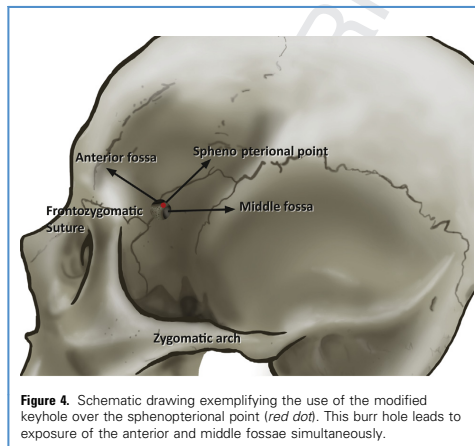 Anterior fossa
Spheno pterional point
Frontozygomatic
Suture
Middle fossa
Zygomatic arch
Figure 4. Schematic drawing exemplifying the use of the modified
keyhole over the sphenopterional point (red dot). This burr hole leads to
exposure of the anterior and middle fossae simultaneously.